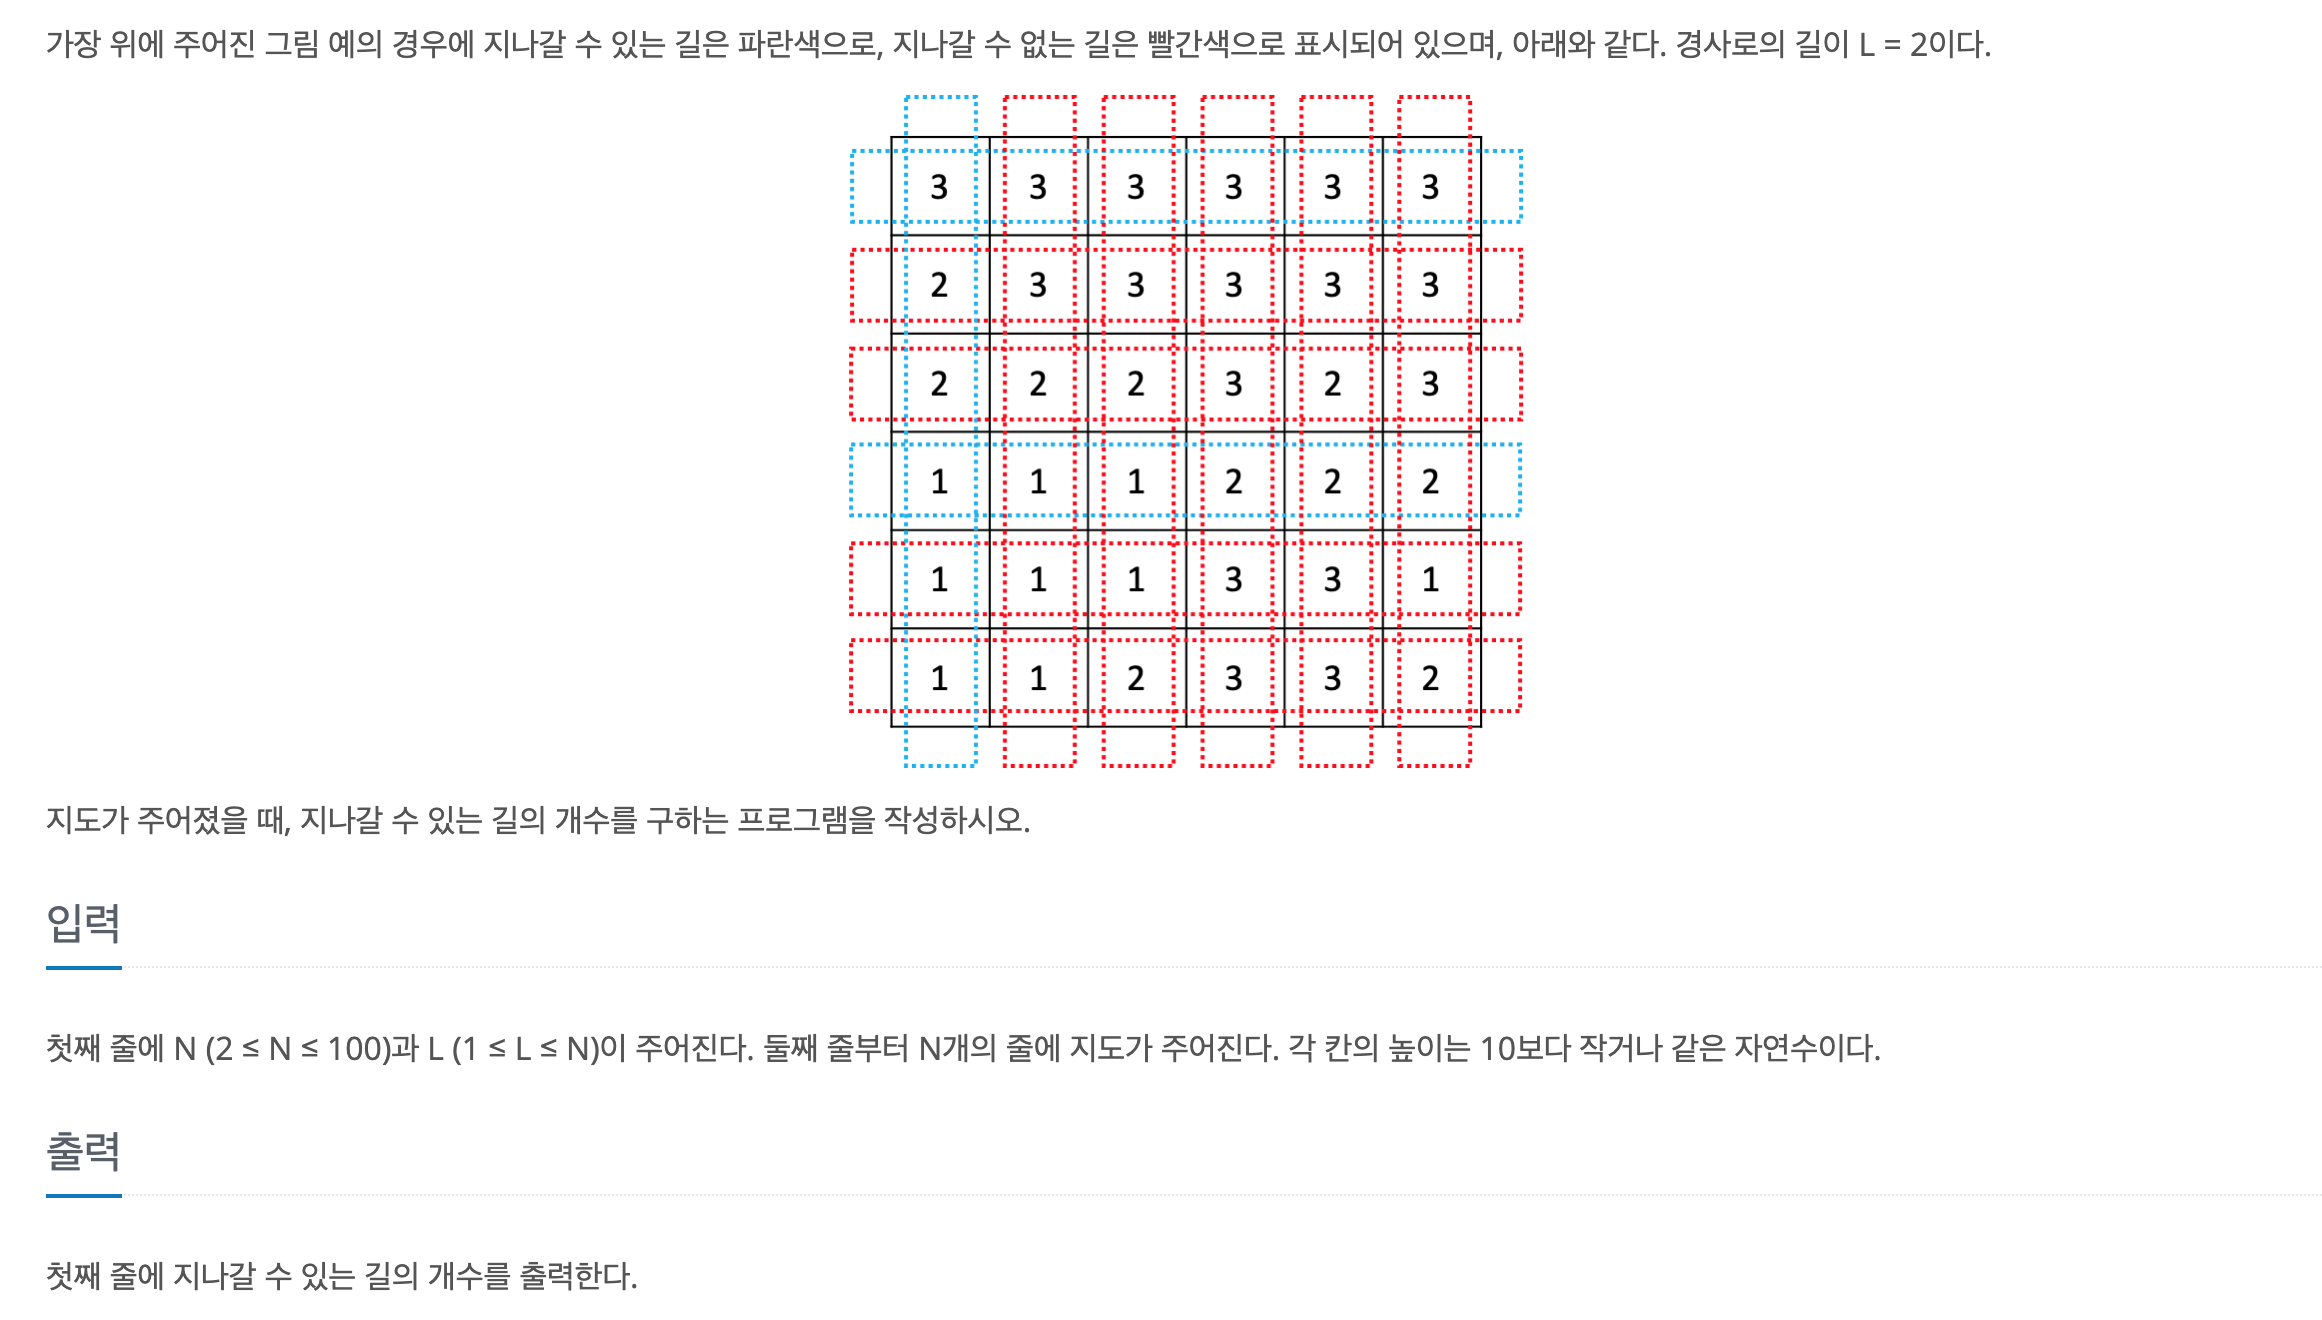 가장 위에 주어진 그림 예의 경우에 지나갈 수 있는 길은 파란색으로, 지나갈 수 없는 길은 빨간색으로 표시되어 있으며, 아래와 같다. 경사로의 길이 L = 2이다.
3 3 3 3 3 3
2 3 3 3 3 3
2 2 2 3 2 3
1 1 1 2 2 2
1 1 1 3 3 1
1 1 2 3 3 2
지도가 주어졌을 때, 지나갈 수 있는 길의 개수를 구하는 프로그램을 작성하시오.
입력
첫째 줄에 N (2 ≤ N ≤ 100)과 L (1 ≤ L ≤ N)이 주어진다. 둘째 줄부터 N개의 줄에 지도가 주어진다. 각 칸의 높이는 10보다 작거나 같은 자연수이다.
출력
첫째 줄에 지나갈 수 있는 길의 개수를 출력한다.